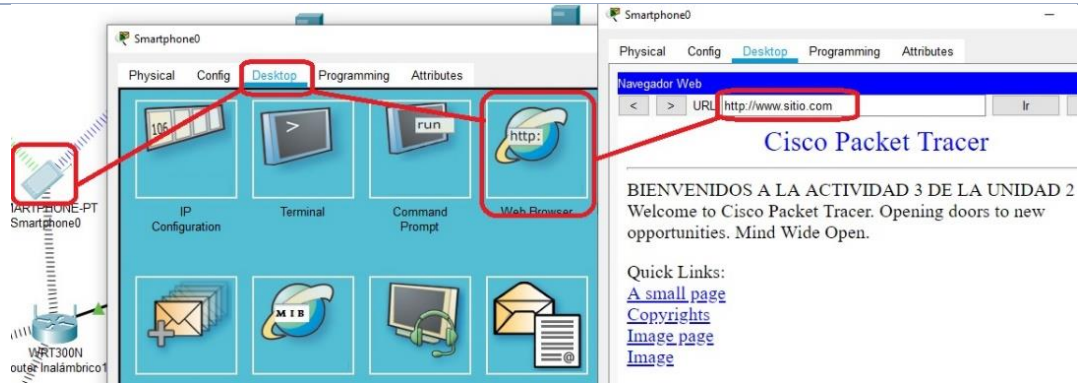 Smartphone0
Physical Config Desktop Programming Attributes
106
>
run
http:
IP Configuration
Terminal
Command Prompt
Web Browser
MIB
@
ARTPHONE-PT
Smartphone0
WRT300N
outer Inalámbrico1
Smartphone0
Physical Config Desktop Programming Attributes
Navegador Web
< > URL http://www.sitio.com Ir
Cisco Packet Tracer
BIENVENIDOS A LA ACTIVIDAD 3 DE LA UNIDAD 2
Welcome to Cisco Packet Tracer. Opening doors to new
opportunities. Mind Wide Open.
Quick Links:
A small page
Copyrights
Image page
Image